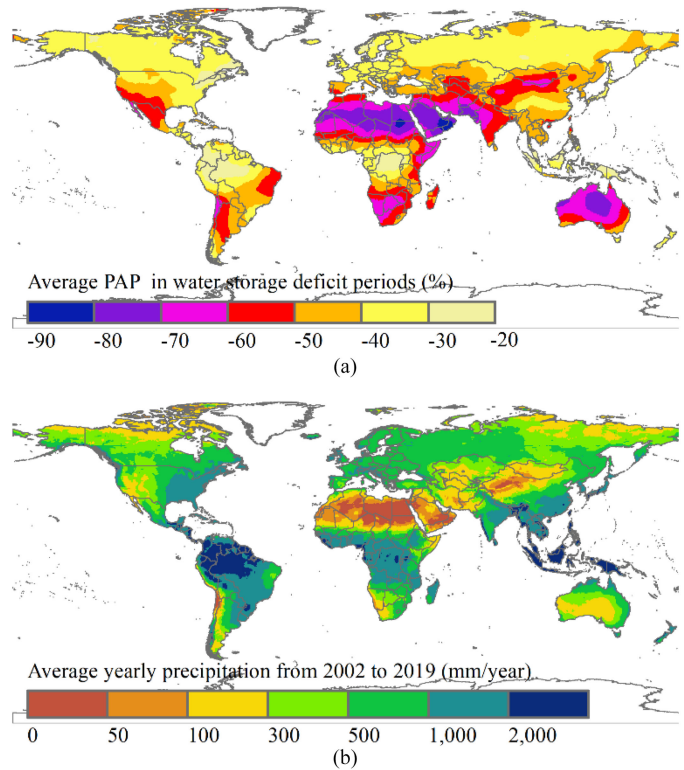 Average PAP in water storage deficit periods (%)
-90 -80 -70 -60 -50 -40 -30 -20
(a)
Average yearly precipitation from 2002 to 2019 (mm/year)
0 50 100 300 500 1,000 2,000
(b)